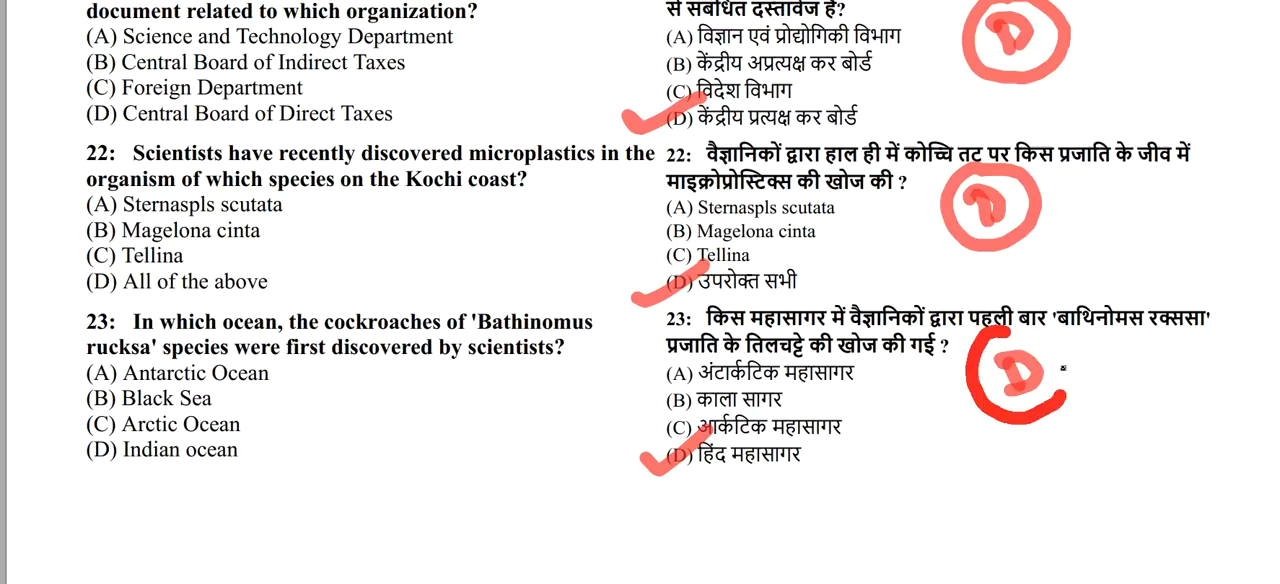 document related to which organization?
(A) Science and Technology Department
(B) Central Board of Indirect Taxes
(C) Foreign Department
(D) Central Board of Direct Taxes
22: Scientists have recently discovered microplastics in the
organism of which species on the Kochi coast?
(A) Sternaspls scutata
(B) Magelona cinta
(C) Tellina
(D) All of the above
23: In which ocean, the cockroaches of 'Bathinomus
rucksa' species were first discovered by scientists?
(A) Antarctic Ocean
(B) Black Sea
(C) Arctic Ocean
(D) Indian ocean
से संबंधित दस्तावेज है?
(A) विज्ञान एवं प्रोद्योगिकी विभाग
(B) केंद्रीय अप्रत्यक्ष कर बोर्ड
(C) विदेश विभाग
(D) केंद्रीय प्रत्यक्ष कर बोर्ड
D
22: वैज्ञानिकों द्वारा हाल ही में कोच्चि तट पर किस प्रजाति के जीव में
माइक्रोप्रोस्टिक्स की खोज की ?
(A) Sternaspls scutata
(B) Magelona cinta
(C) Tellina
(D) उपरोक्त सभी
D
23: किस महासागर में वैज्ञानिकों द्वारा पहली बार 'बाथिनोमस रक्ससा'
प्रजाति के तिलचट्टे की खोज की गई ?
(A) अंटार्कटिक महासागर
(B) काला सागर
(C) आर्कटिक महासागर
(D) हिंद महासागर
D